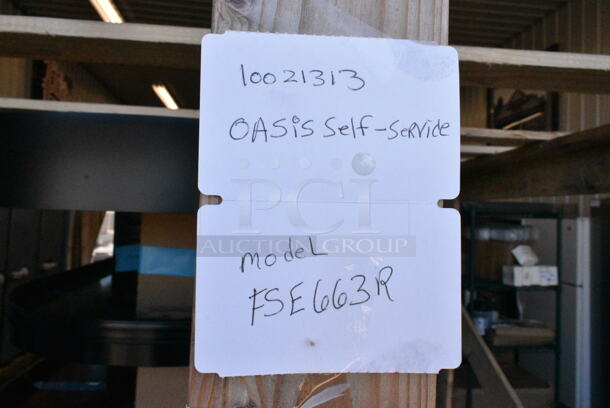 10021313
OASIS Self-Service
PCI
AUCTION GROUP
modeL
FSE663R